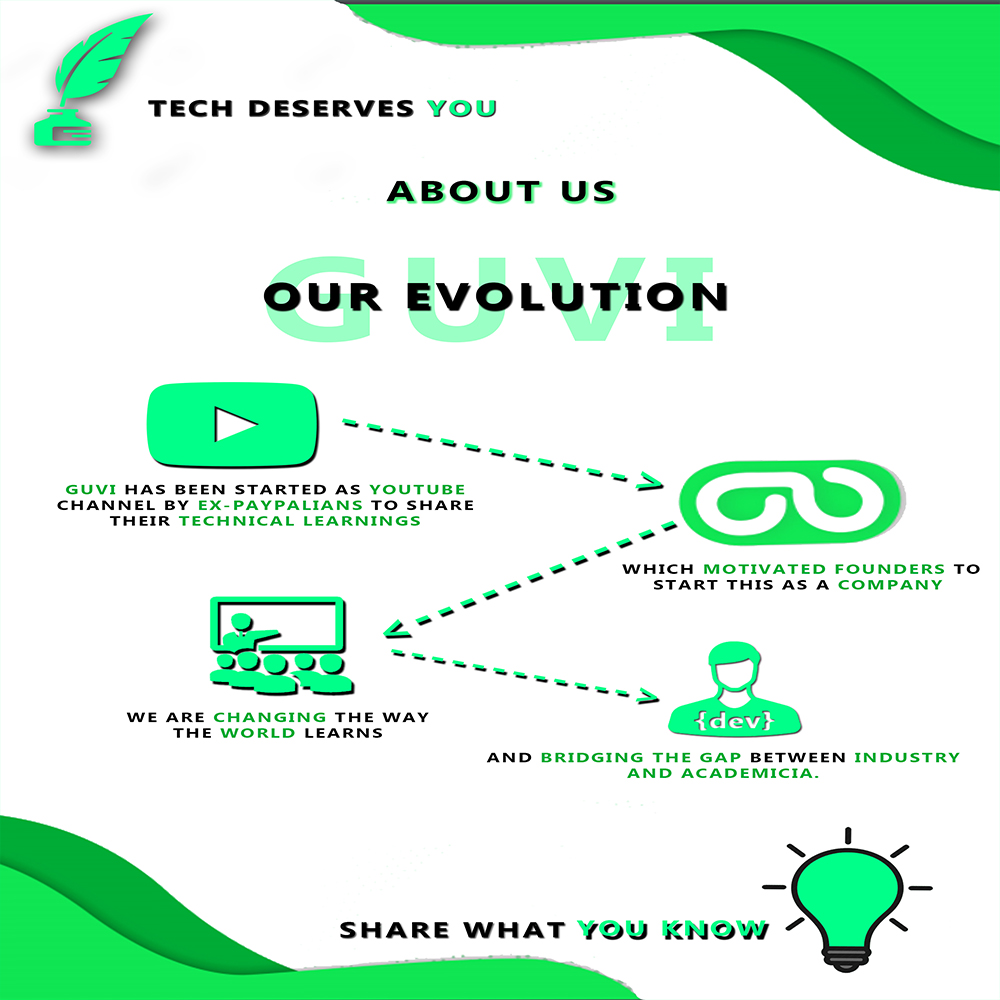 TECH DESERVES YOU
ABOUT US
GUVI
OUR EVOLUTION
GUVI HAS BEEN STARTED AS YOUTUBE
CHANNEL BY EX-PAYPALIANS TO SHARE
THEIR TECHNICAL LEARNINGS
WHICH MOTIVATED FOUNDERS TO
START THIS AS A COMPANY
WE ARE CHANGING THE WAY
THE WORLD LEARNS
{dev}
AND BRIDGING THE GAP BETWEEN INDUSTRY
AND ACADEMICIA.
SHARE WHAT YOU KNOW